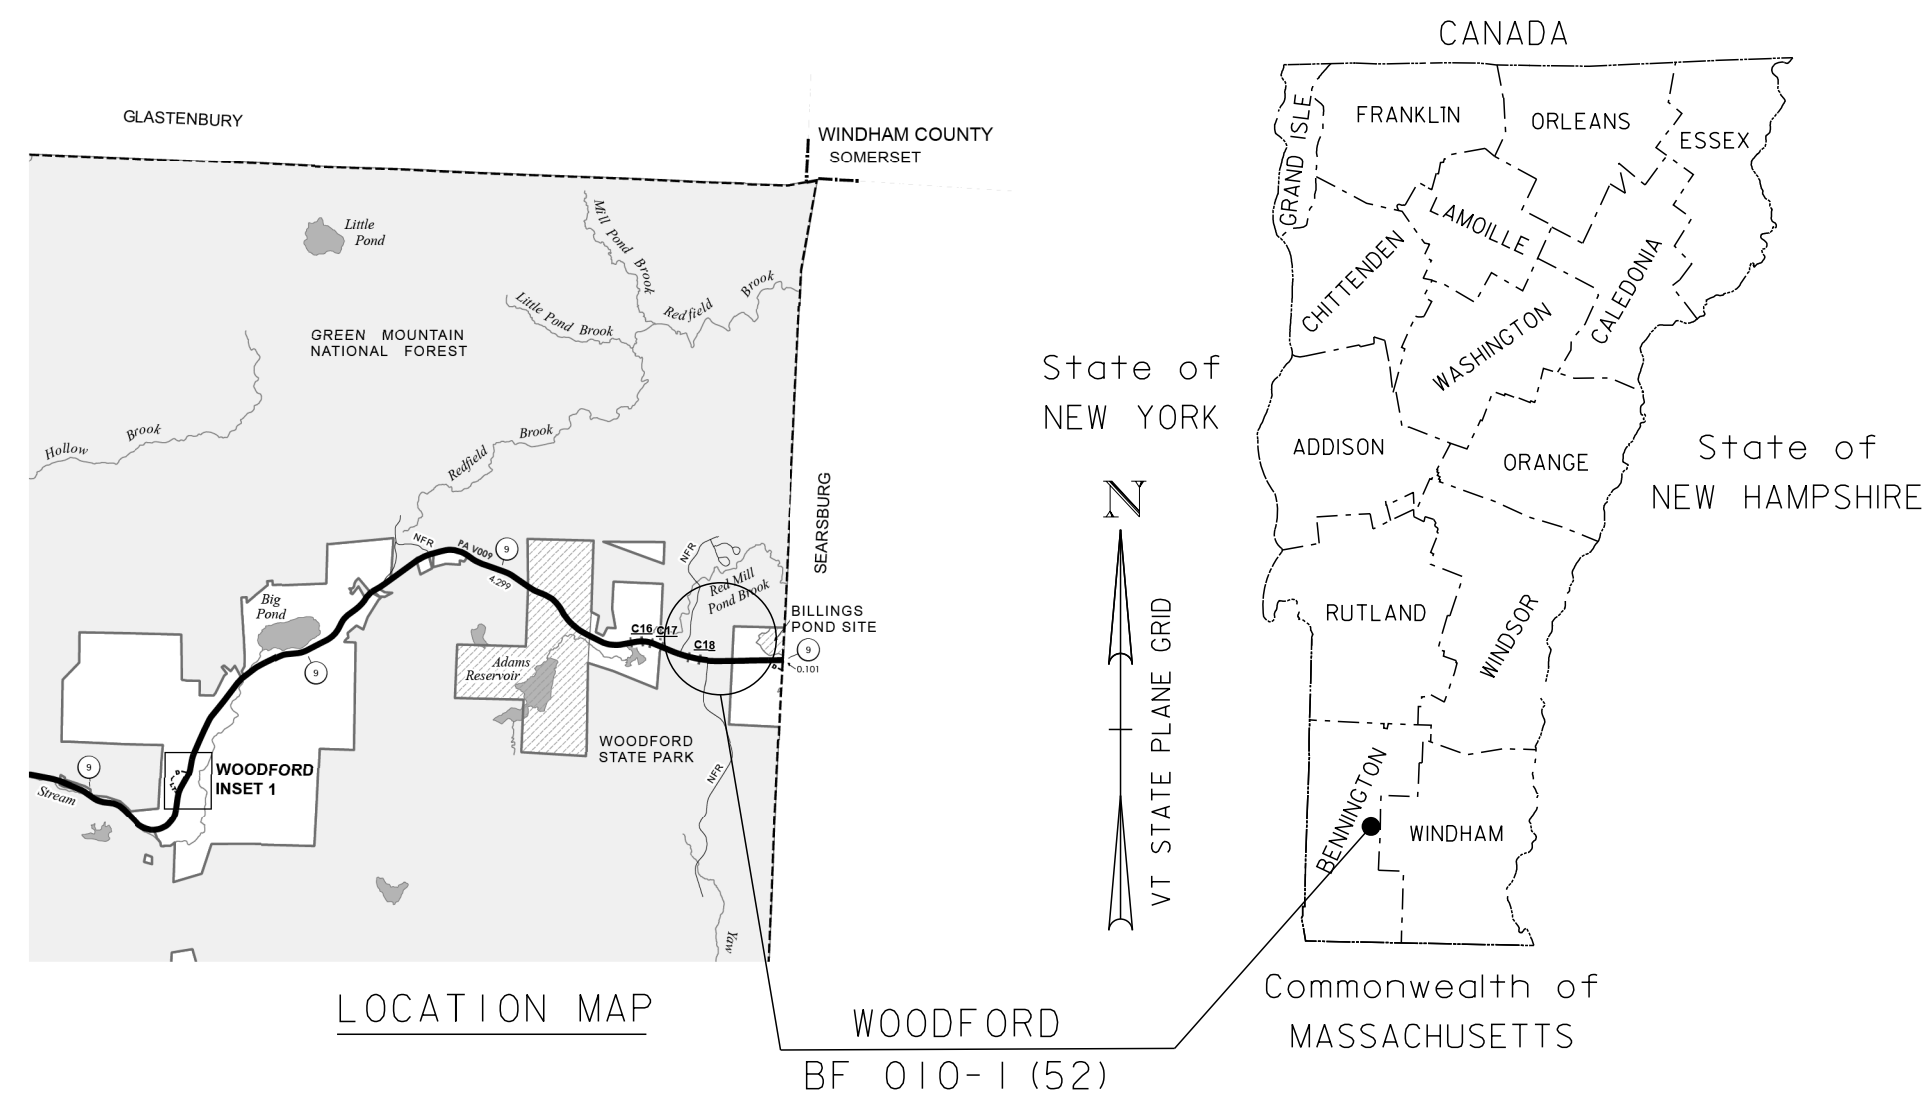 CANADA
GLASTENBURY
WINDHAM COUNTY
SOMERSET
GRAND ISLE
FRANKLIN
ORLEANS
ESSEX
LAMOILLE
CHITTENDEN
CALEDONIA
WASHINGTON
ADDISON
ORANGE
RUTLAND
WINDSOR
BENNINGTON
WINDHAM
State of
NEW YORK
State of
NEW HAMPSHIRE
Commonwealth of
MASSACHUSETTS
N
VT STATE PLANE GRID
Little
Pond
Mill Pond Brook
Little Pond Brook
Redfield Brook
GREEN MOUNTAIN
NATIONAL FOREST
Hollow Brook
Redfield Brook
SEARSBURG
NFR
PA V009
9
4.299
NFR
Red Mill
Pond Brook
Big
Pond
9
C16
C17
C18
BILLINGS
POND SITE
9
0.101
Adams
Reservoir
WOODFORD
STATE PARK
NFR
9
WOODFORD
INSET 1
Stream
Yaw
LOCATION MAP
WOODFORD
BF 010-1 (52)